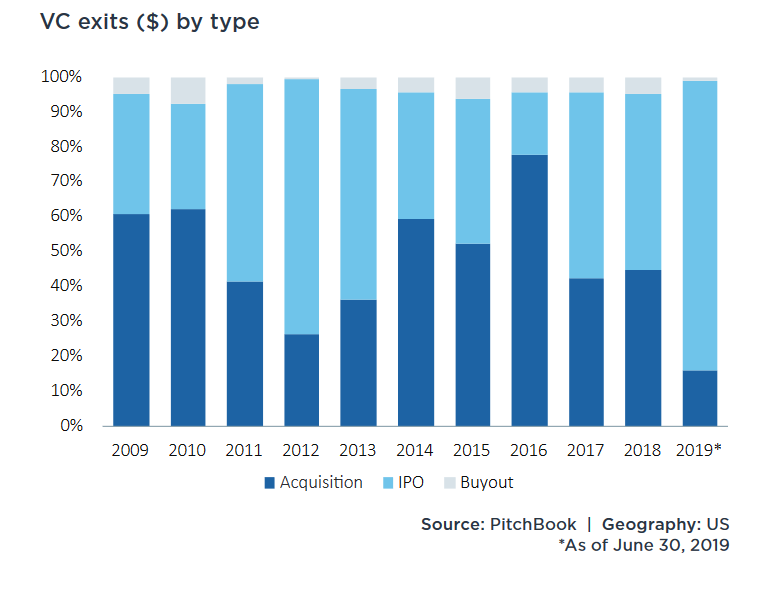 VC exits ($) by type
100%
90%
80%
70%
60%
50%
40%
30%
20%
10%
0%
2009 2010 2011 2012 2013 2014 2015 2016 2017 2018 2019*
Acquisition IPO Buyout
Source: PitchBook | Geography: US
*As of June 30, 2019